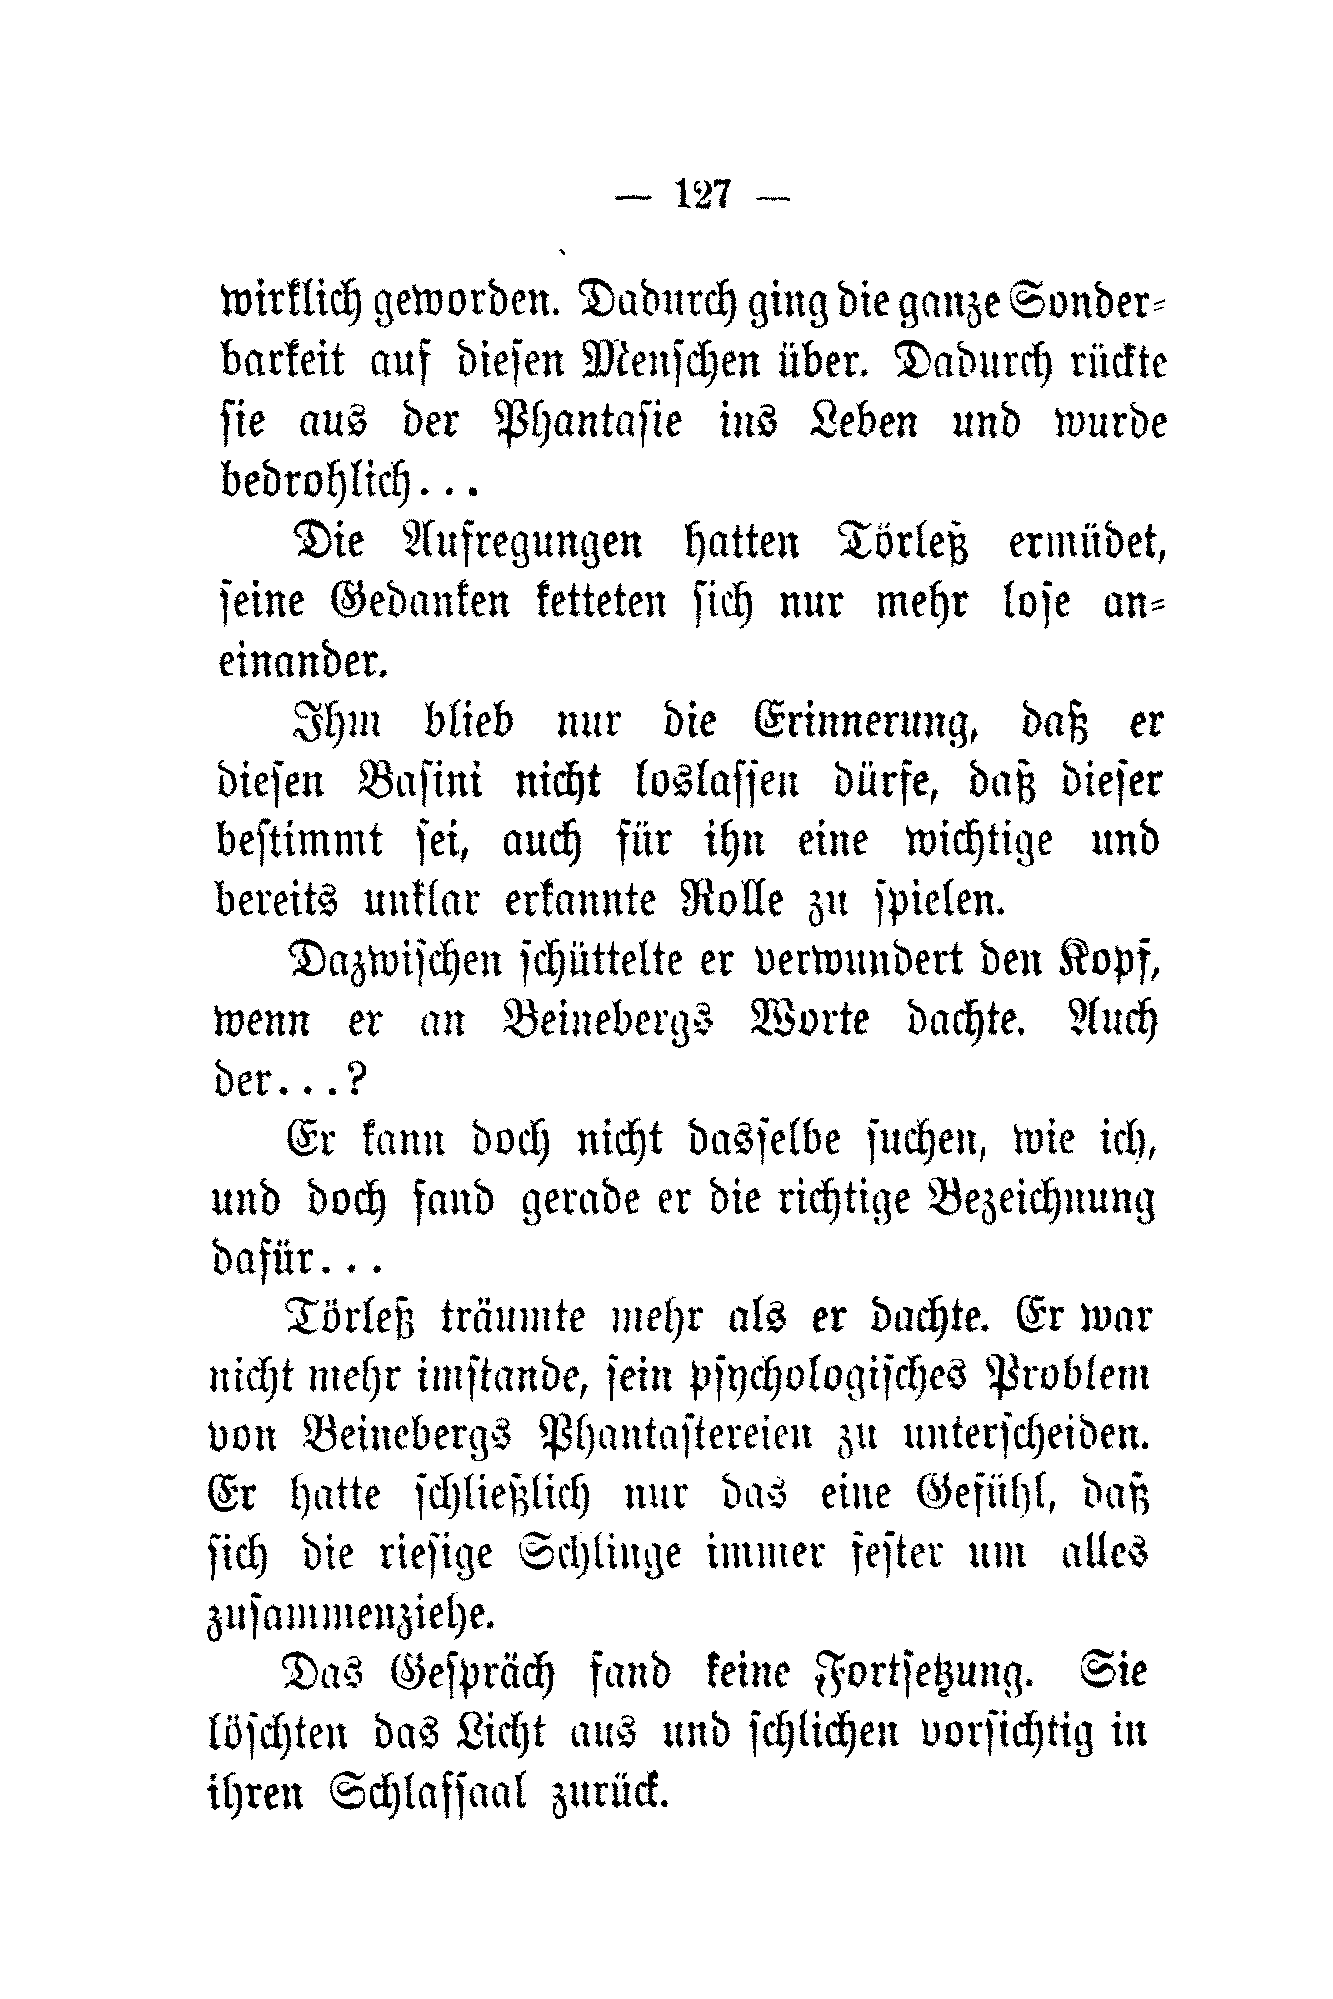 — 127 —
wirklich geworden. Dadurch ging die ganze Sonder-
barkeit auf diesen Menschen über. Dadurch rückte
sie aus der Phantasie ins Leben und wurde
bedrohlich...
Die Aufregungen hatten Törleß ermüdet,
seine Gedanken ketteten sich nur mehr lose an-
einander.
Ihm blieb nur die Erinnerung, daß er
diesen Basini nicht loslassen dürfe, daß dieser
bestimmt sei, auch für ihn eine wichtige und
bereits unklar erkannte Rolle zu spielen.
Dazwischen schüttelte er verwundert den Kopf,
wenn er an Beinebergs Worte dachte. Auch
der...?
Er kann doch nicht dasselbe suchen, wie ich,
und doch fand gerade er die richtige Bezeichnung
dafür...
Törleß träumte mehr als er dachte. Er war
nicht mehr imstande, sein psychologisches Problem
von Beinebergs Phantastereien zu unterscheiden.
Er hatte schließlich nur das eine Gefühl, daß
sich die riesige Schlinge immer fester um alles
zusammenziehe.
Das Gespräch fand keine Fortsetzung. Sie
löschten das Licht aus und schlichen vorsichtig in
ihren Schlafsaal zurück.